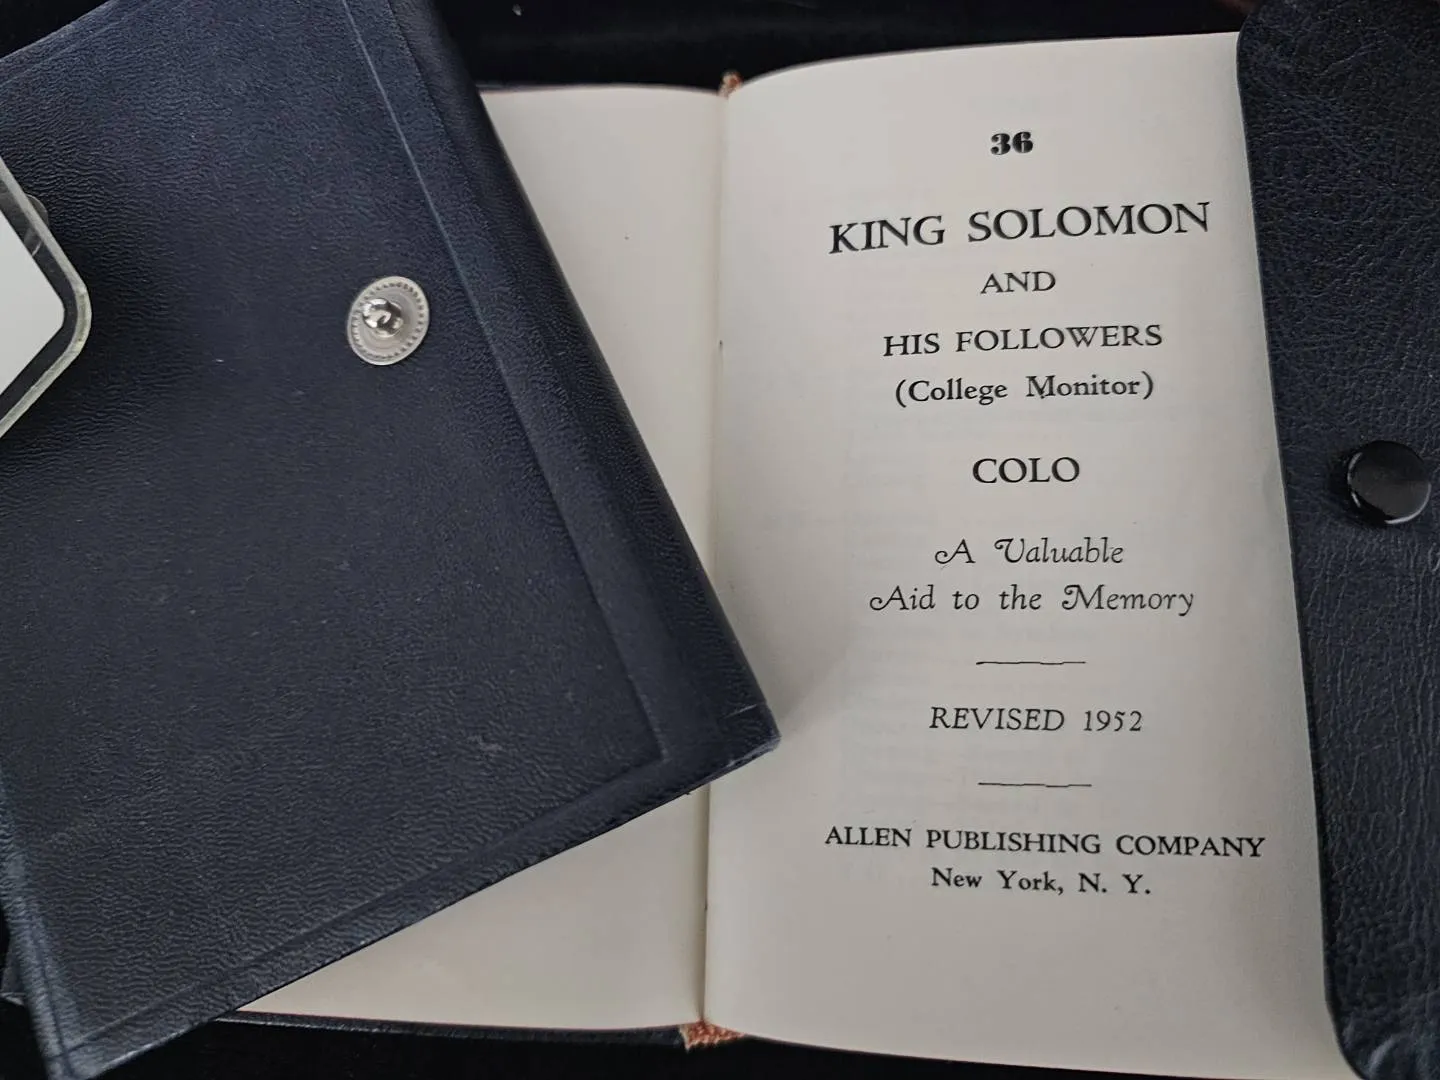 36
KING SOLOMON
AND
HIS FOLLOWERS
(College Monitor)
COLO
A Valuable
Aid to the Memory
REVISED 1952
ALLEN PUBLISHING COMPANY
New York, N. Y.